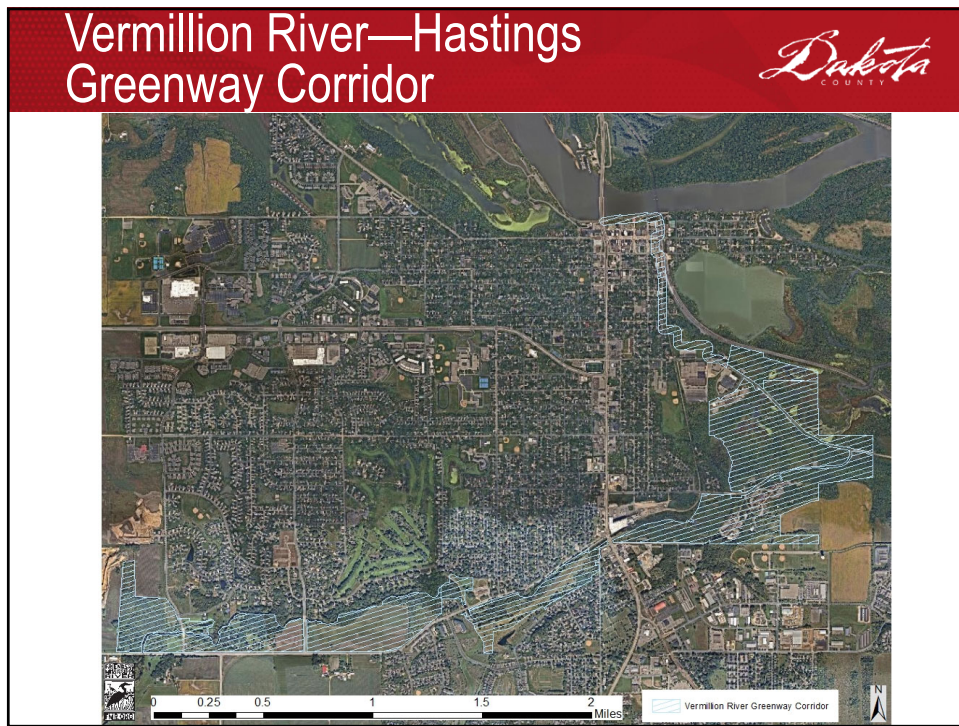 Vermillion River—Hastings
Greenway Corridor
Dakota
COUNTY
0 0.25 0.5 1 1.5 2
Miles
Vermillion River Greenway Corridor
N